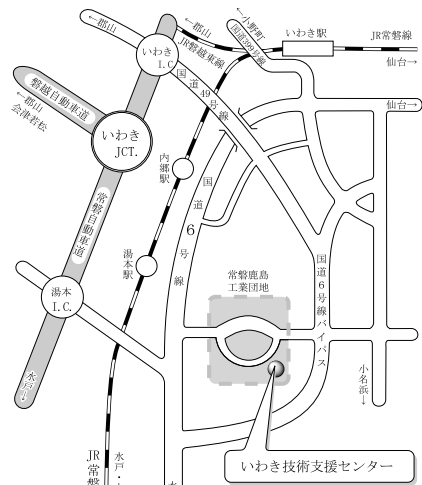 ←郡山
←郡山
JR磐越東線
←小野町
国道399号線
いわき駅
JR常磐線
仙台→
いわき
I.C
国道49号線
仙台→
磐越自動車道
←郡山
会津若松
いわき
JCT.
内郷駅
国道6号線
常磐自動車道
湯本駅
常磐鹿島
工業団地
国道6号線バイパス
湯本
I.C.
小名浜→
水戸→
いわき技術支援センター
JR常磐
水戸・